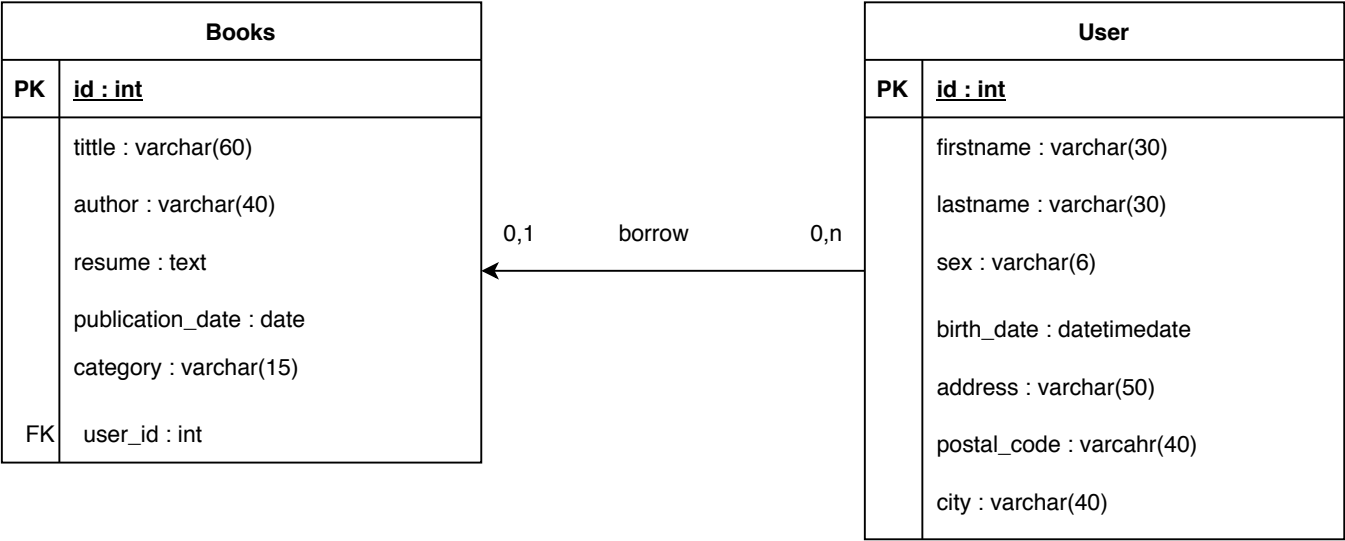 Books
PK
id : int
tittle : varchar(60)
author : varchar(40)
resume : text
publication_date : date
category : varchar(15)
FK
user_id : int
0,1
borrow
0,n
User
PK
id : int
firstname : varchar(30)
lastname : varchar(30)
sex : varchar(6)
birth_date : datetimedate
address : varchar(50)
postal_code : varcahr(40)
city : varchar(40)